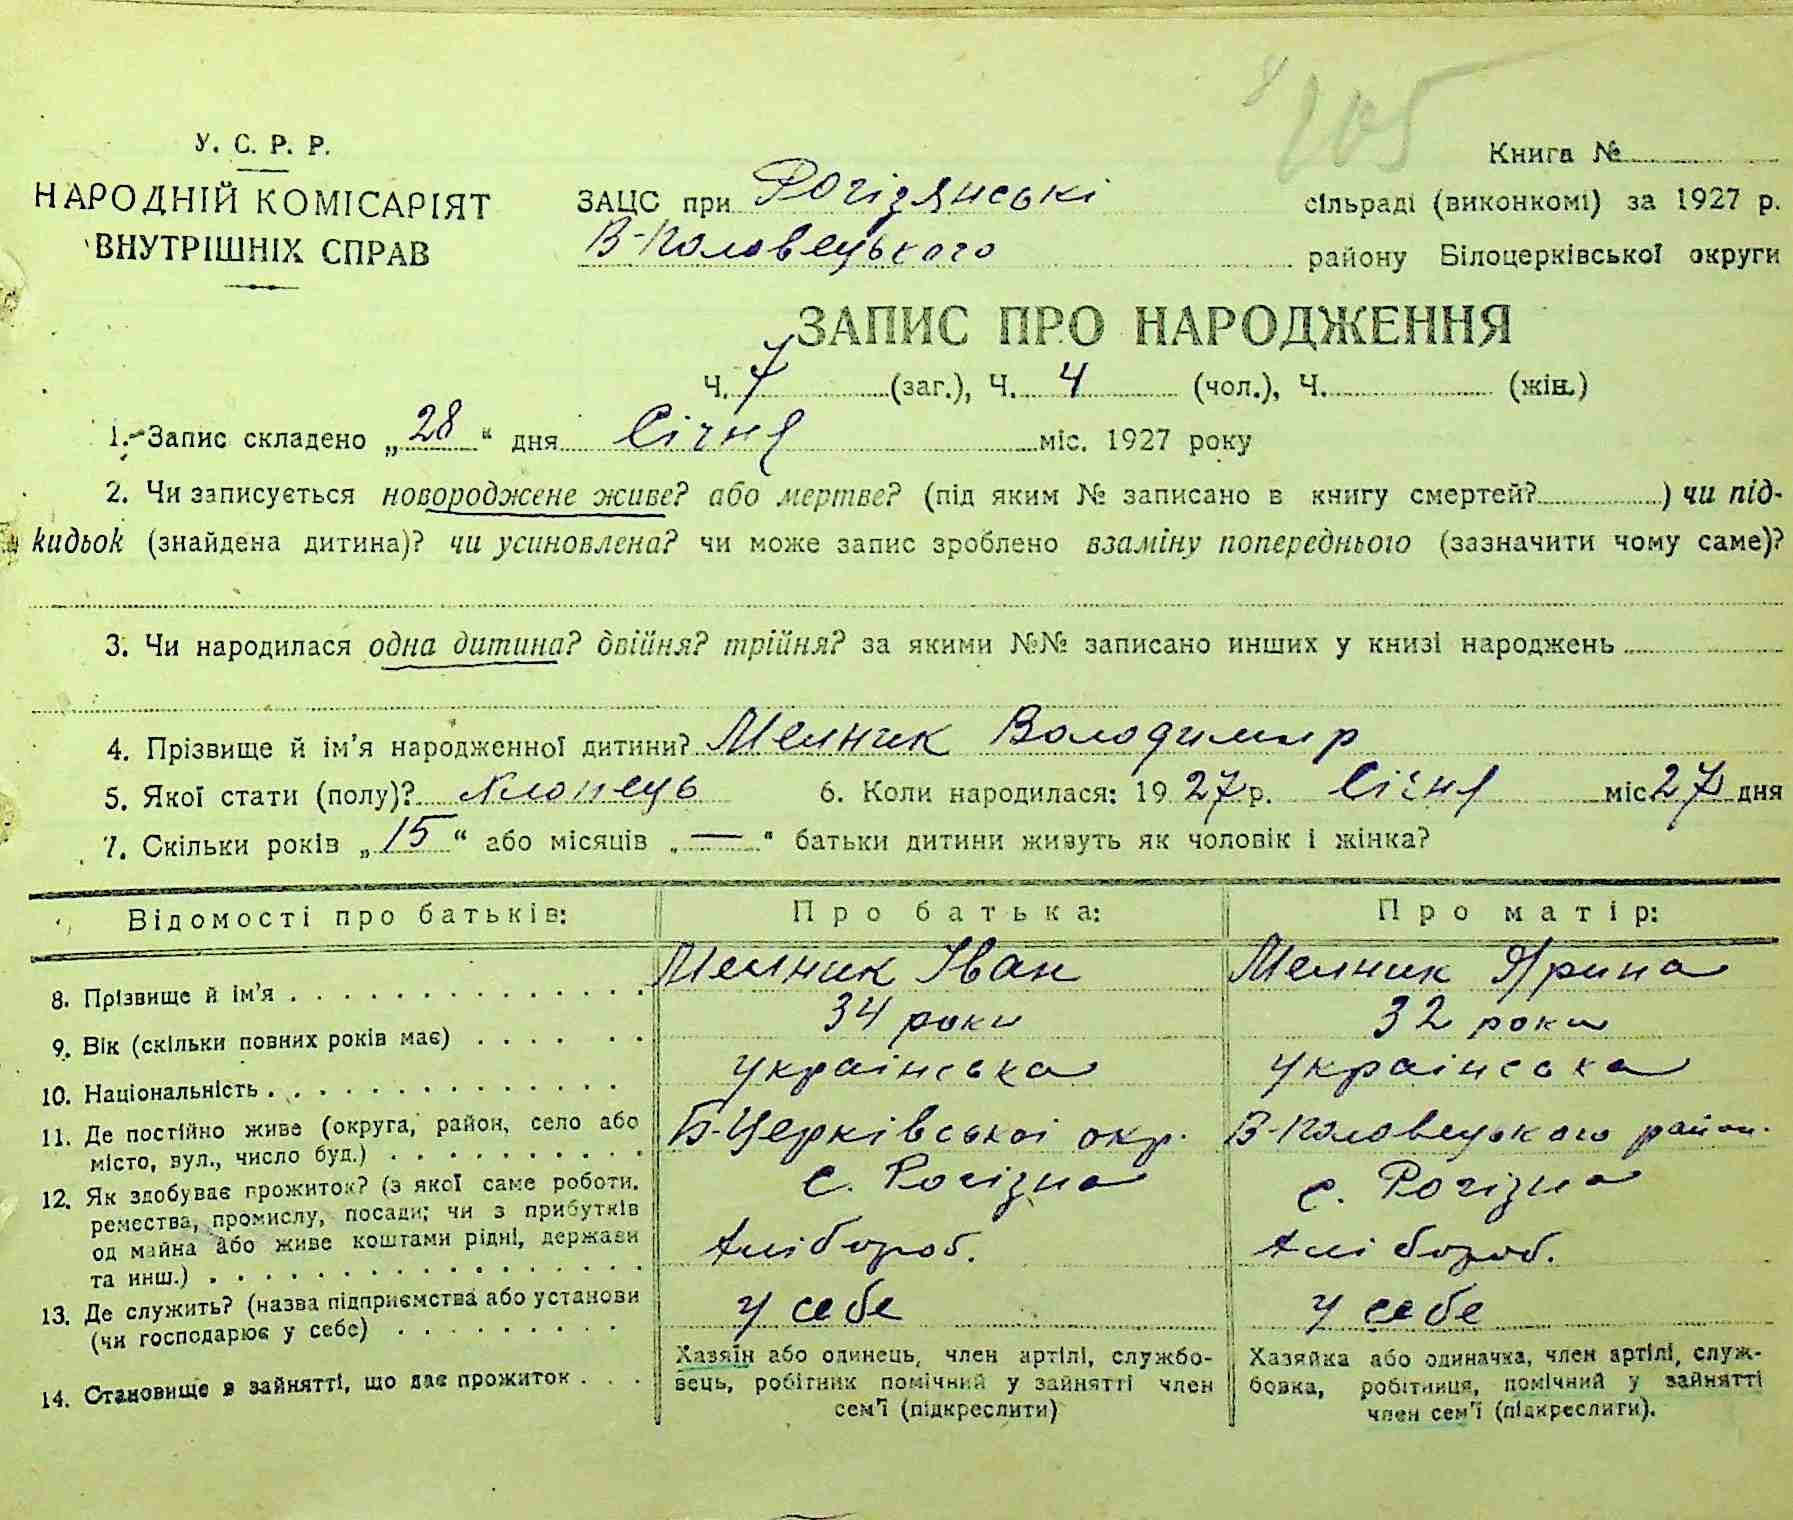 205
У. С. Р. Р.
НАРОДНІЙ КОМІСАРІЯТ
ВНУТРІШНІХ СПРАВ
Книга №
ЗАЦС при Рогізянські сільраді (виконкомі) за 1927 р.
В-Половецького району Білоцерківської округи
ЗАПИС ПРО НАРОДЖЕННЯ
Ч. 7 (заг.), Ч. 4 (чол.), Ч. (жін.)
1. Запис складено „28“ дня Січня міс. 1927 року
2. Чи записується новороджене живе? або мертве? (під яким № записано в книгу смертей? ) чи під-
кидьок (знайдена дитина)? чи усиновлена? чи може запис зроблено взаміну попереднього (зазначити чому саме)?
3. Чи народилася одна дитина? двійня? трійня? за якими №№ записано инших у книзі народжень
4. Прізвище й ім'я народженної дитини? Мелник Володимир
5. Якої стати (полу)? хлопець 6. Коли народилася: 1927 р. Січня міс. 27 дня
7. Скільки років „15“ або місяців „—“ батьки дитини живуть як чоловік і жінка?
Відомості про батьків: Про батька: Про матір:
8. Прізвище й ім'я . . . . . . . . . . . . . . Мелник Іван Мелник Ярина
9. Вік (скільки повних років має) . . . . . . 34 роки 32 роки
10. Національність . . . . . . . . . . . . . . українська українська
11. Де постійно живе (округа, район, село або Б-Церківської окр. В-Половецького район.
місто, вул., число буд.) . . . . . . . . . . с. Рогізна с. Рогізна
12. Як здобуває прожиток? (з якої саме роботи,
ремества, промислу, посади; чи з прибутків
од майна або живе коштами рідні, держави хлібороб. хлібороб.
та инш.) . . . . . . . . . . . . . . . . .
13. Де служить? (назва підприємства або установи у себе у себе
(чи господарює у себе) . . . . . . . . . .
14. Становище в зайнятті, що дає прожиток . . . Хазяїн або одинець, член артілі, службо- Хазяйка або одиначка, член артілі, служ-
вець, робітник помічний у зайнятті член бовка, робітниця, помічний у зайнятті
сем'ї (підкреслити) член сем'ї (підкреслити).